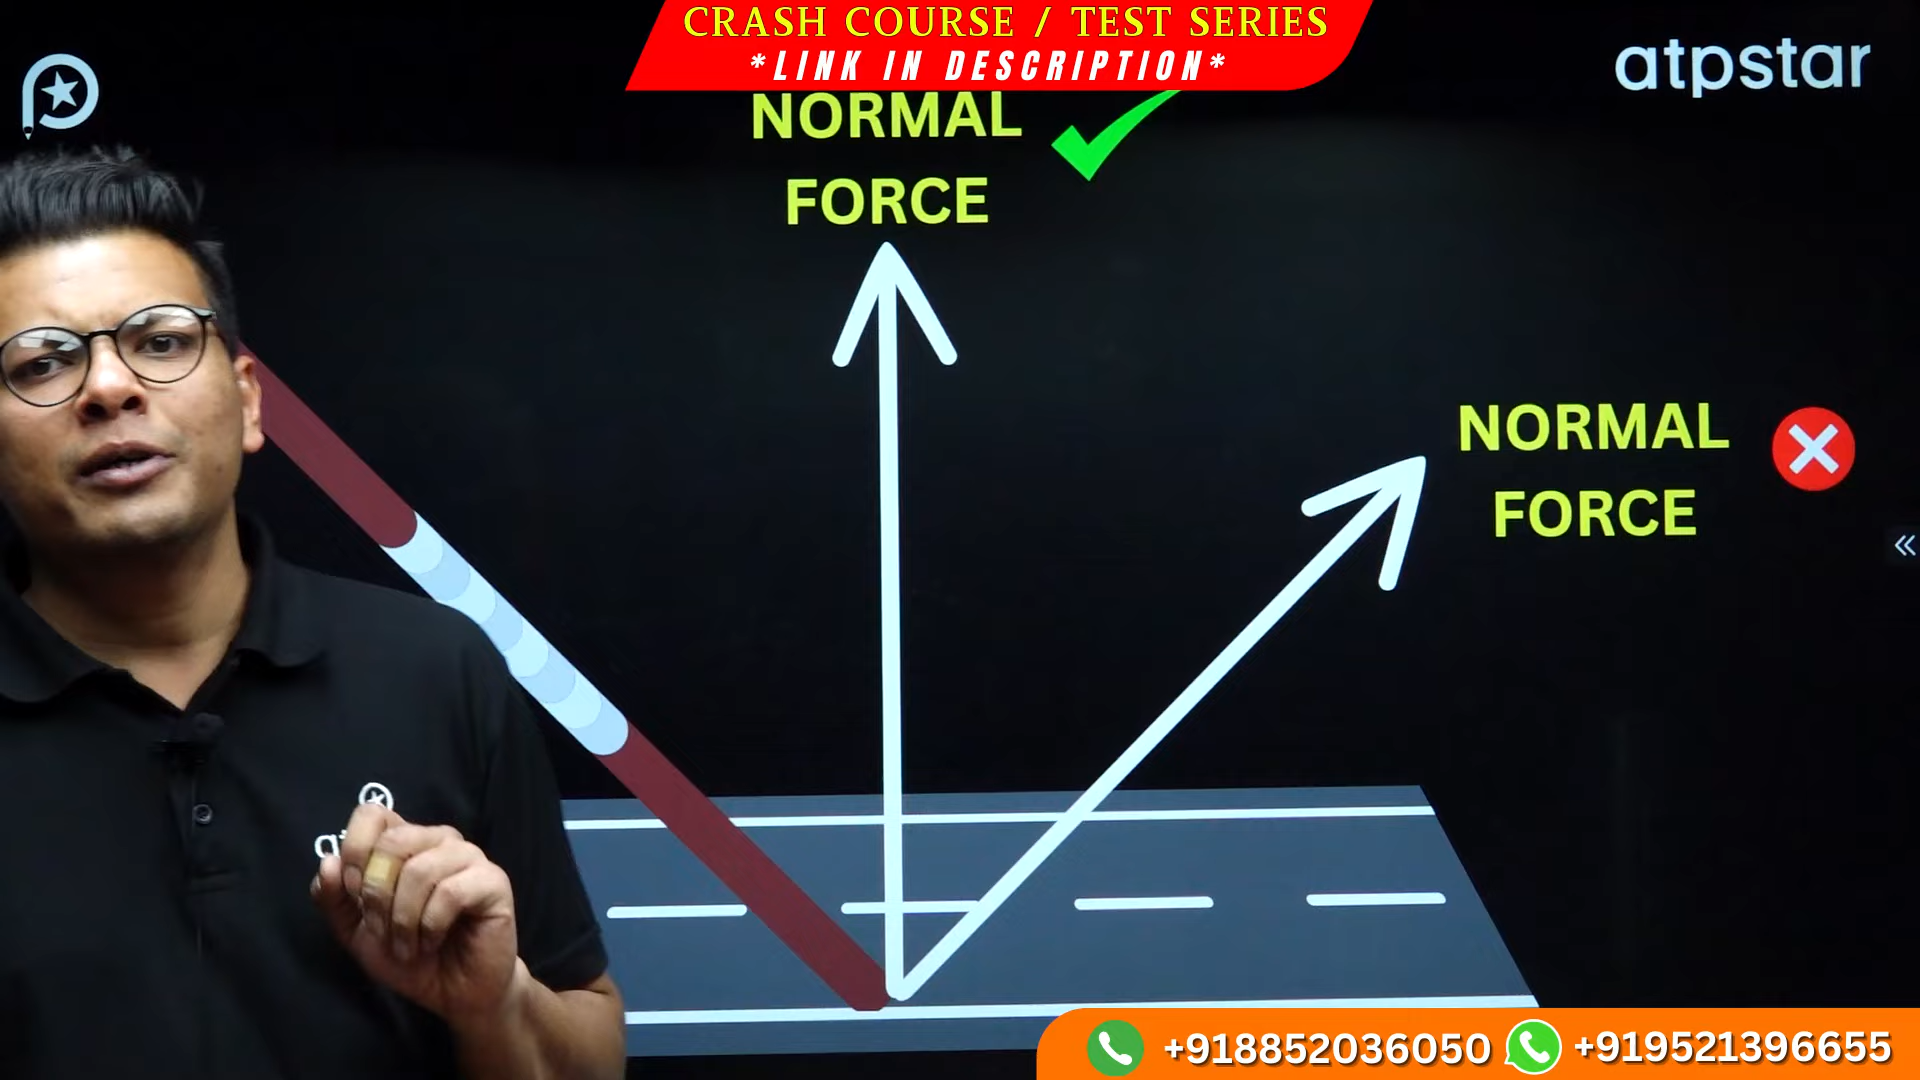 CRASH COURSE / TEST SERIES
*LINK IN DESCRIPTION*
atpstar
NORMAL
FORCE
NORMAL
FORCE
+918852036050
+919521396655